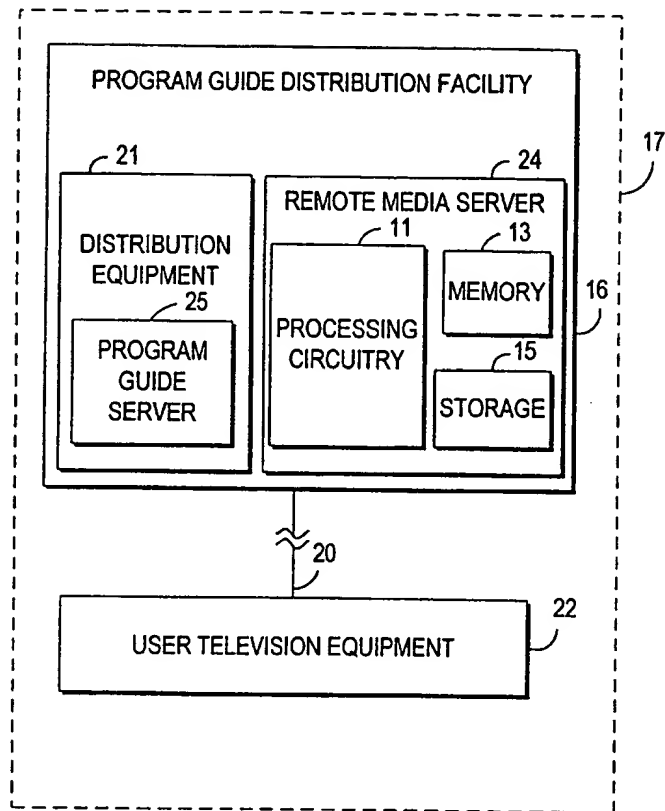 PROGRAM GUIDE DISTRIBUTION FACILITY
17
21
24
DISTRIBUTION
EQUIPMENT
25
PROGRAM
GUIDE
SERVER
REMOTE MEDIA SERVER
11
PROCESSING
CIRCUITRY
13
MEMORY
16
15
STORAGE
20
USER TELEVISION EQUIPMENT
22